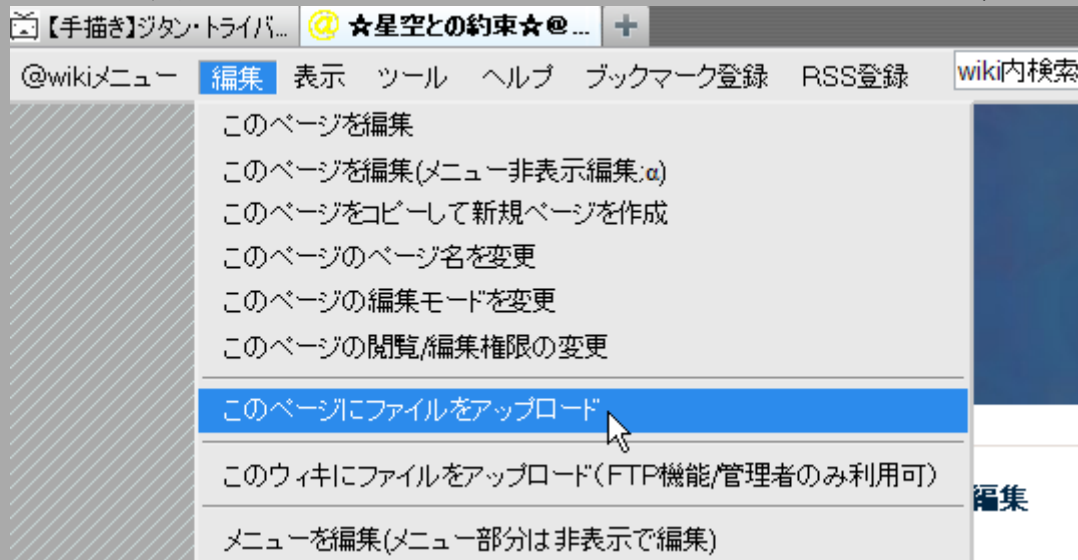 【手描き】ジタン・トライバ... @ ☆星空との約束☆@ ... +
@wikiメニュー 編集 表示 ツール ヘルプ ブックマーク登録 RSS登録 wiki内検索
このページを編集
このページを編集(メニュー非表示編集;α)
このページをコピーして新規ページを作成
このページのページ名を変更
このページの編集モードを変更
このページの閲覧/編集権限の変更
このページにファイルをアップロード
このウィキにファイルをアップロード(FTP機能/管理者のみ利用可)
編集
メニューを編集(メニュー部分は非表示で編集)